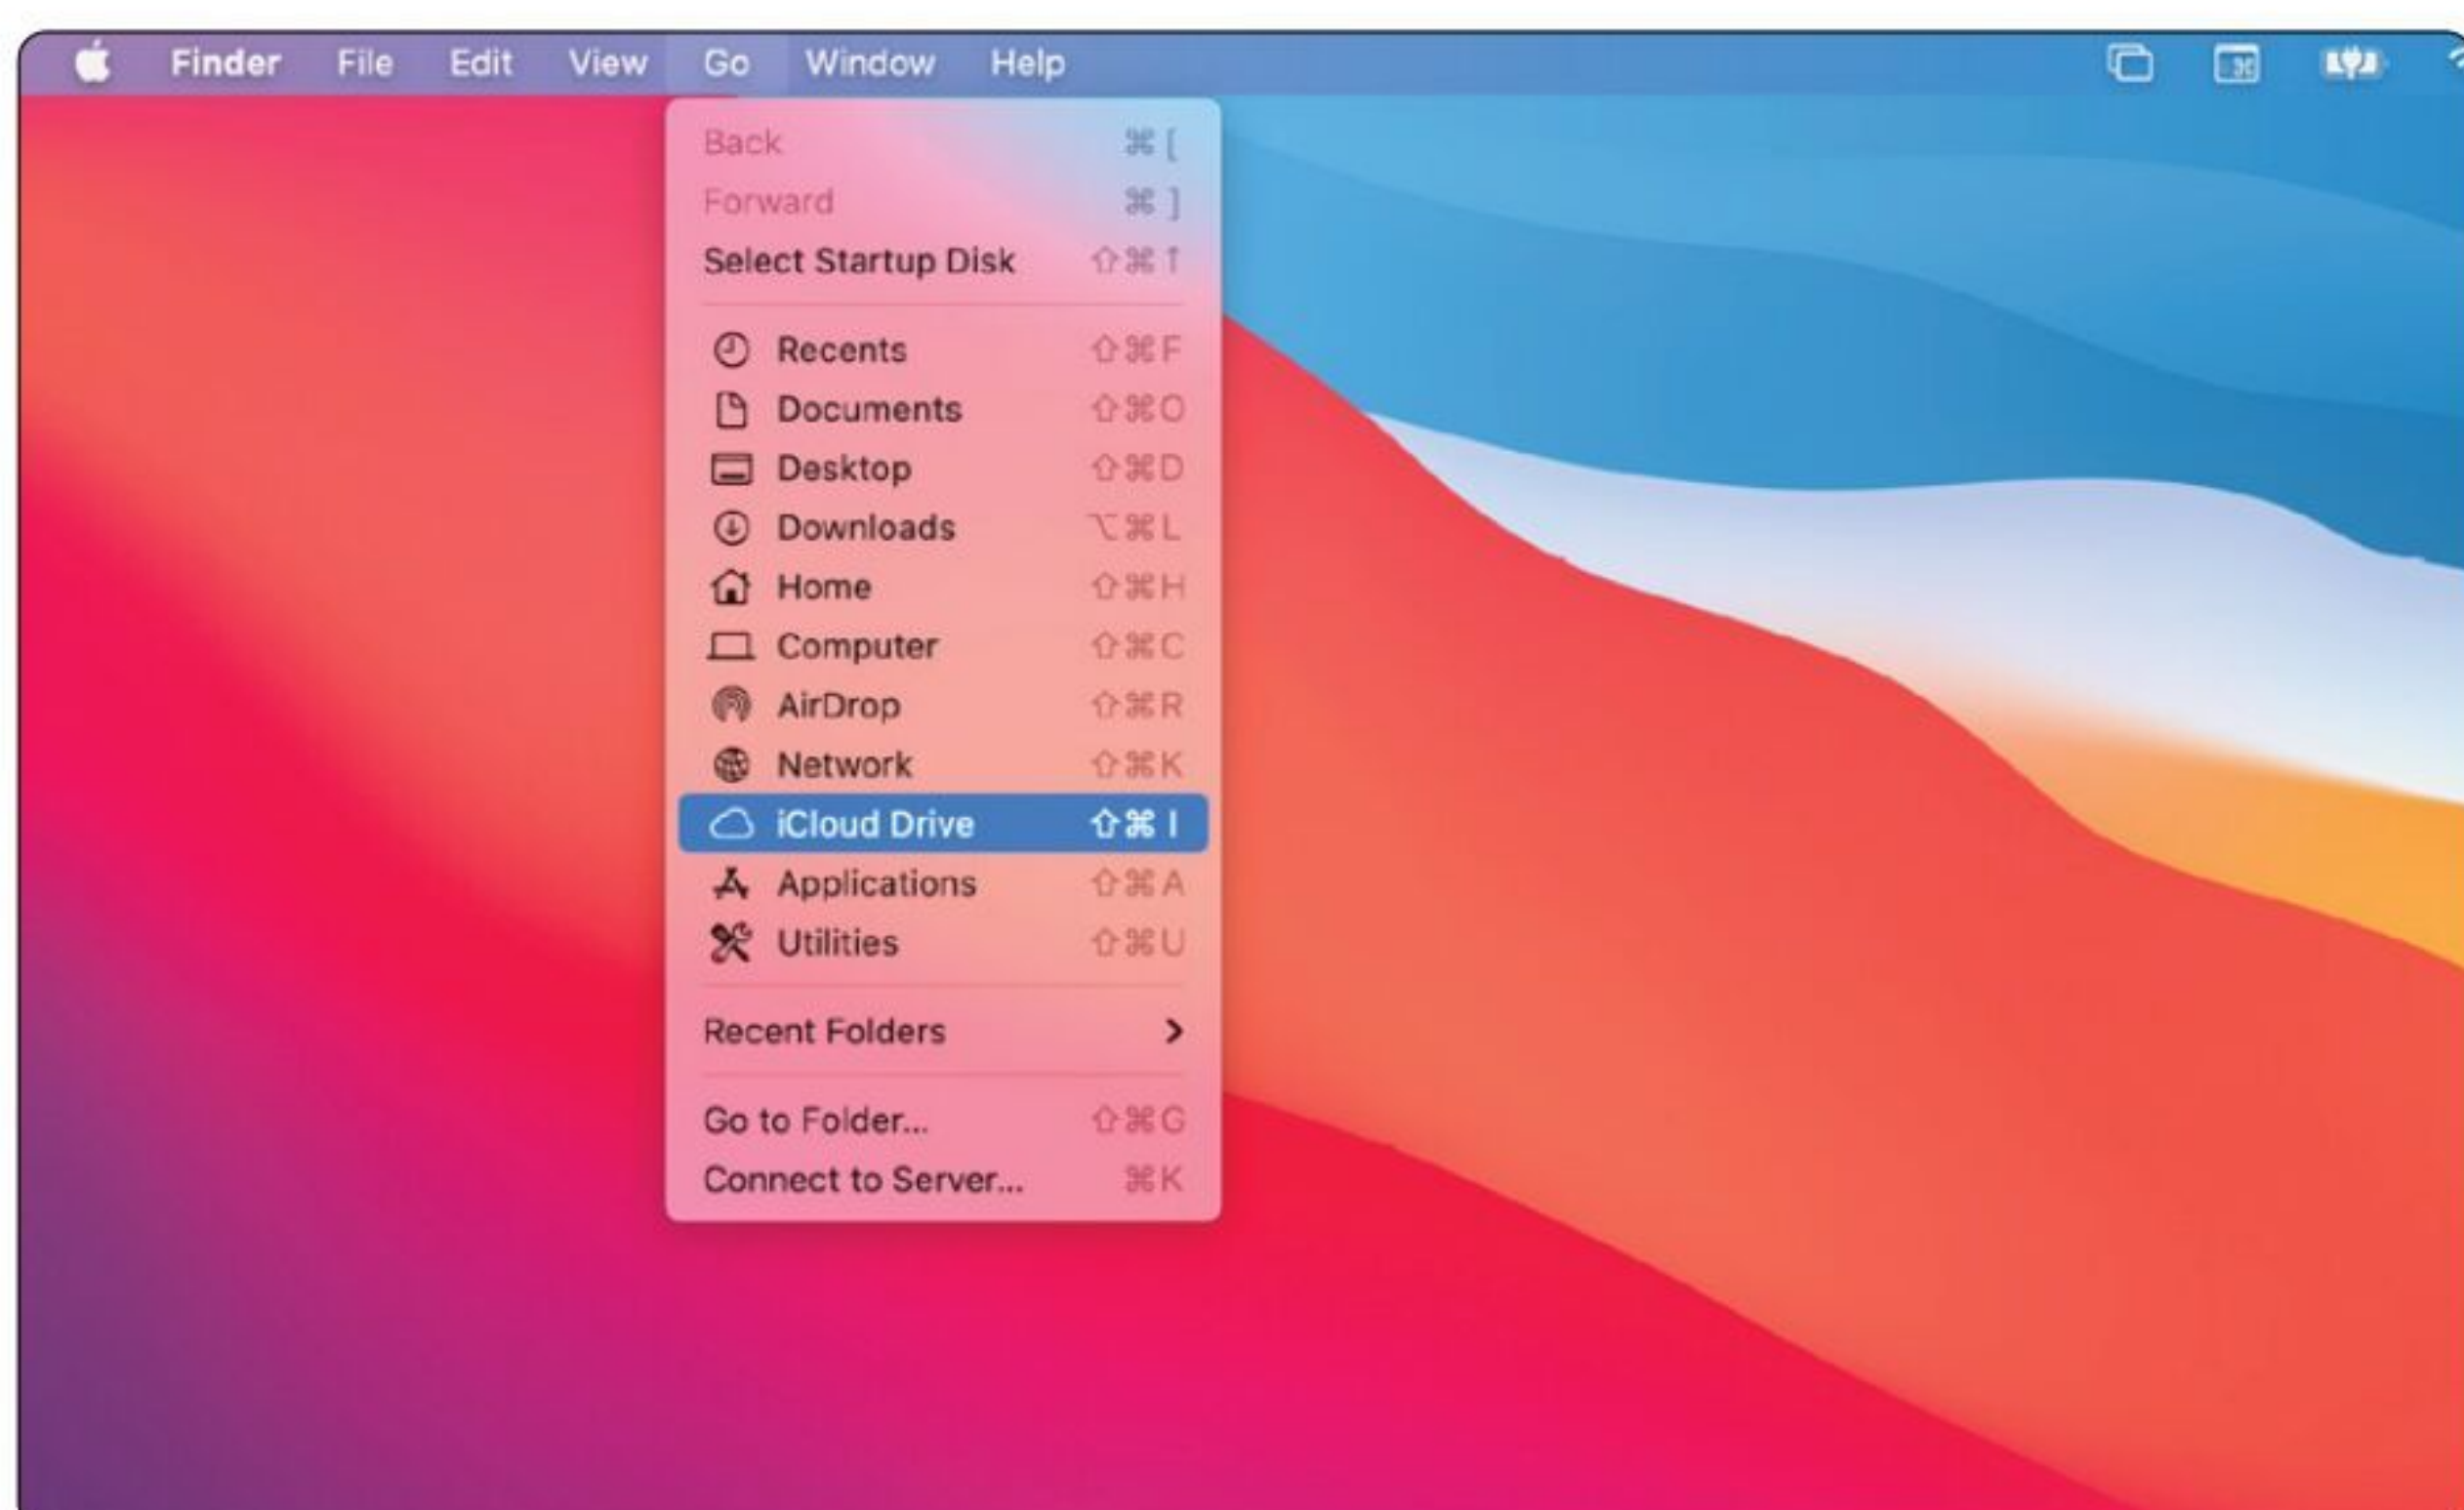 Finder File Edit View Go Window Help
Back ⌘[
Forward ⌘]
Select Startup Disk ⇧⌘↑
Recents ⇧⌘F
Documents ⇧⌘O
Desktop ⇧⌘D
Downloads ⌥⌘L
Home ⇧⌘H
Computer ⇧⌘C
AirDrop ⇧⌘R
Network ⇧⌘K
iCloud Drive ⇧⌘I
Applications ⇧⌘A
Utilities ⇧⌘U
Recent Folders >
Go to Folder... ⇧⌘G
Connect to Server... ⌘K